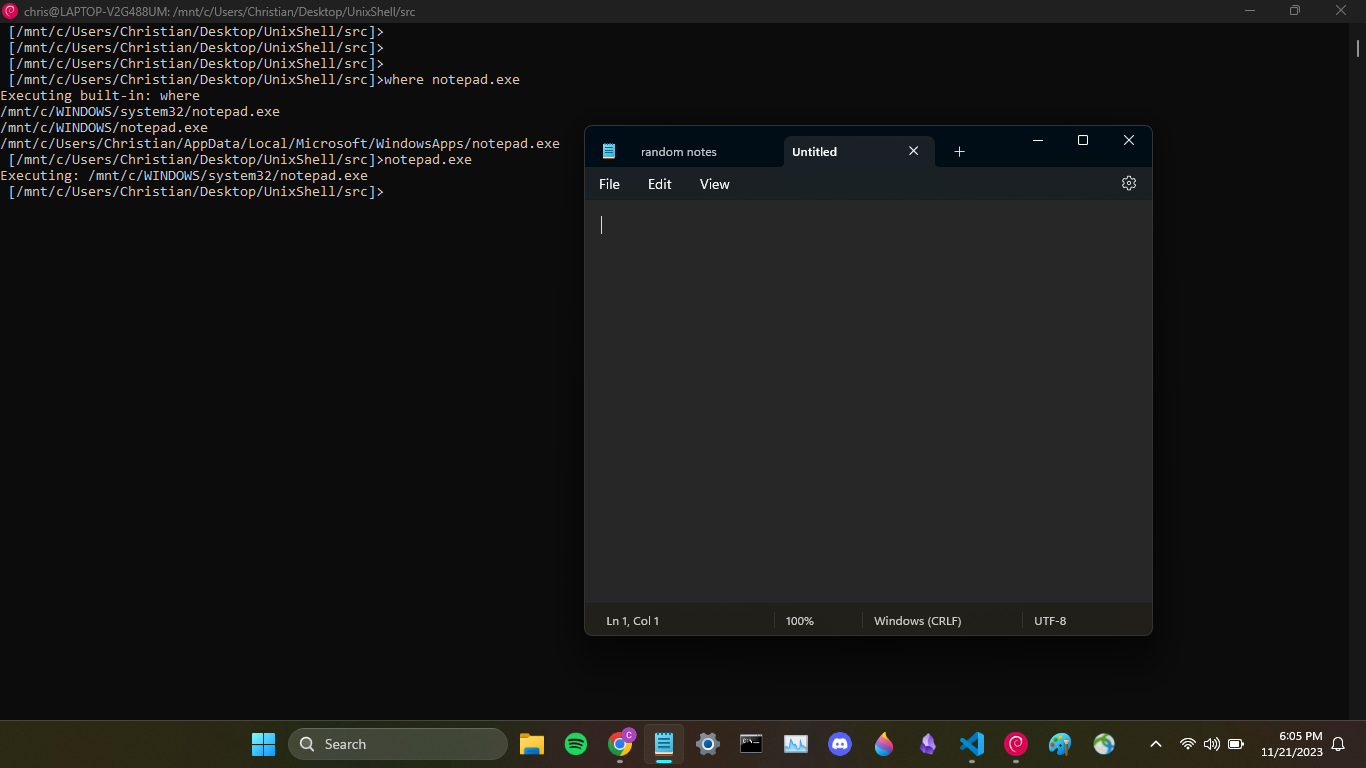 chris@LAPTOP-V2G488UM: /mnt/c/Users/Christian/Desktop/UnixShell/src
[/mnt/c/Users/Christian/Desktop/UnixShell/src]>
[/mnt/c/Users/Christian/Desktop/UnixShell/src]>
[/mnt/c/Users/Christian/Desktop/UnixShell/src]>
[/mnt/c/Users/Christian/Desktop/UnixShell/src]>where notepad.exe
Executing built-in: where
/mnt/c/WINDOWS/system32/notepad.exe
/mnt/c/WINDOWS/notepad.exe
/mnt/c/Users/Christian/AppData/Local/Microsoft/WindowsApps/notepad.exe
[/mnt/c/Users/Christian/Desktop/UnixShell/src]>notepad.exe
Executing: /mnt/c/WINDOWS/system32/notepad.exe
[/mnt/c/Users/Christian/Desktop/UnixShell/src]>
random notes Untitled
File Edit View
Ln 1, Col 1 100% Windows (CRLF) UTF-8
Search
C
6:05 PM
11/21/2023